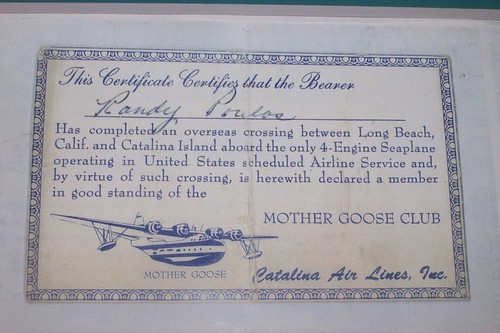 This Certificate Certifies that the Bearer
Randy Poulos
Has completed an overseas crossing between Long Beach,
Calif. and Catalina Island aboard the only 4-Engine Seaplane
operating in United States scheduled Airline Service and,
by virtue of such crossing, is herewith declared a member
in good standing of the
MOTHER GOOSE CLUB
MOTHER GOOSE
Catalina Air Lines, Inc.